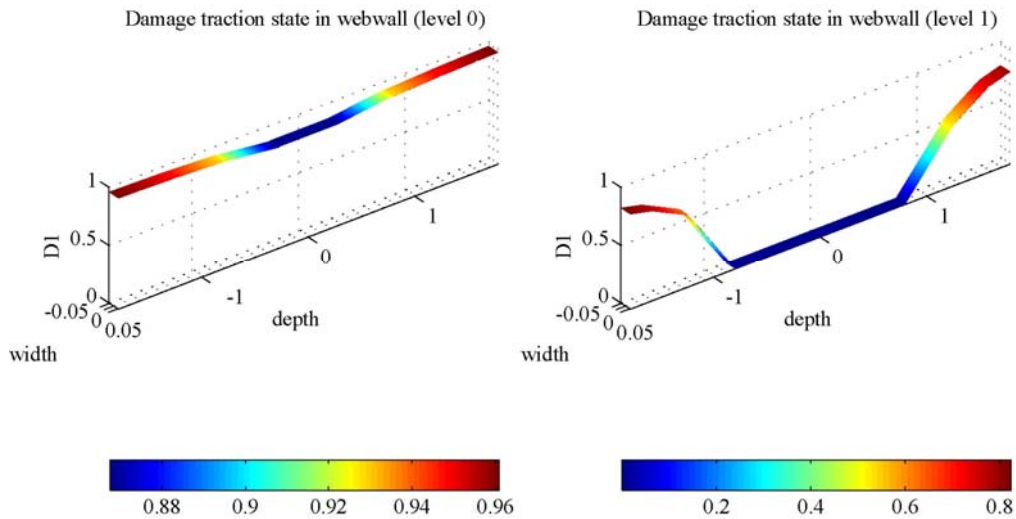 Damage traction state in webwall (level 0)
Damage traction state in webwall (level 1)
1
0.5
0
D1
-0.05
0
0.05
width
-1
0
1
depth
1
0.5
0
D1
-0.05
0
0.05
width
-1
0
1
depth
0.88 0.9 0.92 0.94 0.96
0.2 0.4 0.6 0.8